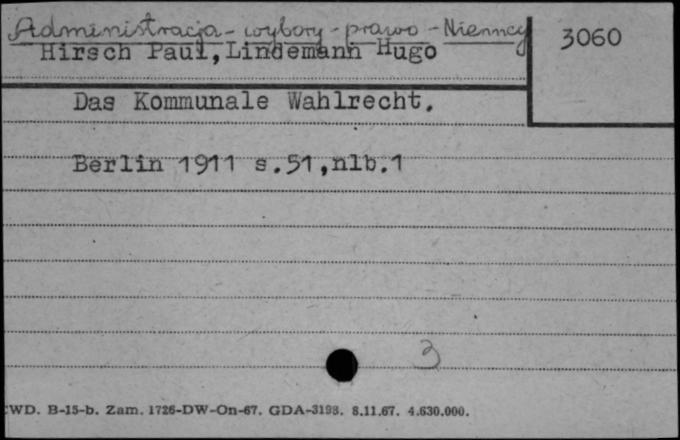 Administracja - wybory - prawo - Niemcy
3060
Hirsch Paul,Lindemann Hugo
Das Kommunale Wahlrecht.
Berlin 1911 s.51,nlb.1
3
WD. B-15-b. Zam. 1726-DW-On-67. GDA-3198. 8.11.67. 4.630.000.